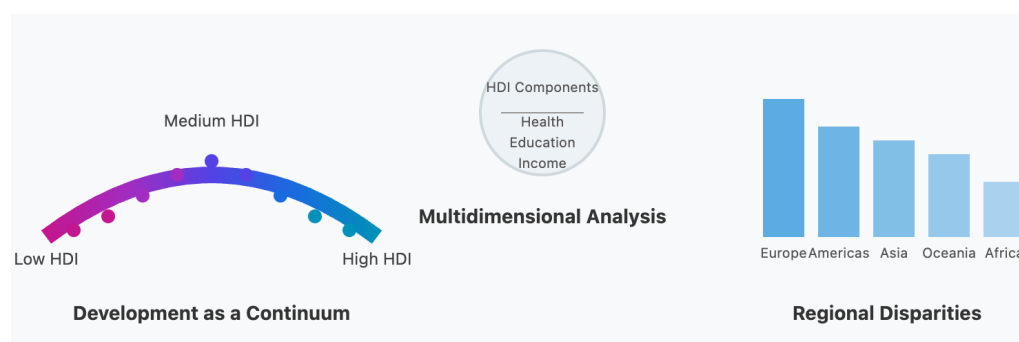 Medium HDI
Low HDI
High HDI
Development as a Continuum
HDI Components
Health
Education
Income
Multidimensional Analysis
Europe
Americas
Asia
Oceania
Africa
Regional Disparities